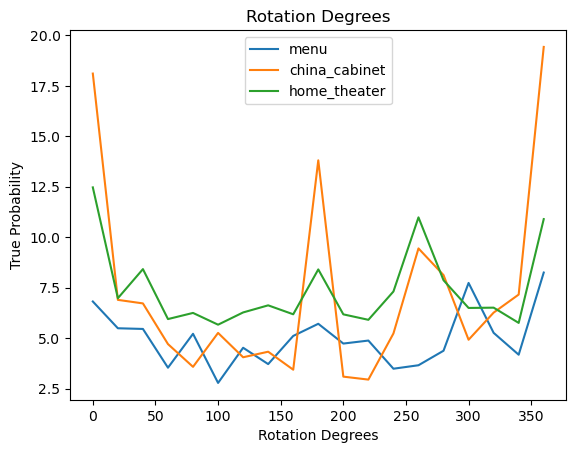 Rotation Degrees
menu
china_cabinet
home_theater
20.0
17.5
15.0
12.5
10.0
7.5
5.0
2.5
True Probability
0 50 100 150 200 250 300 350
Rotation Degrees